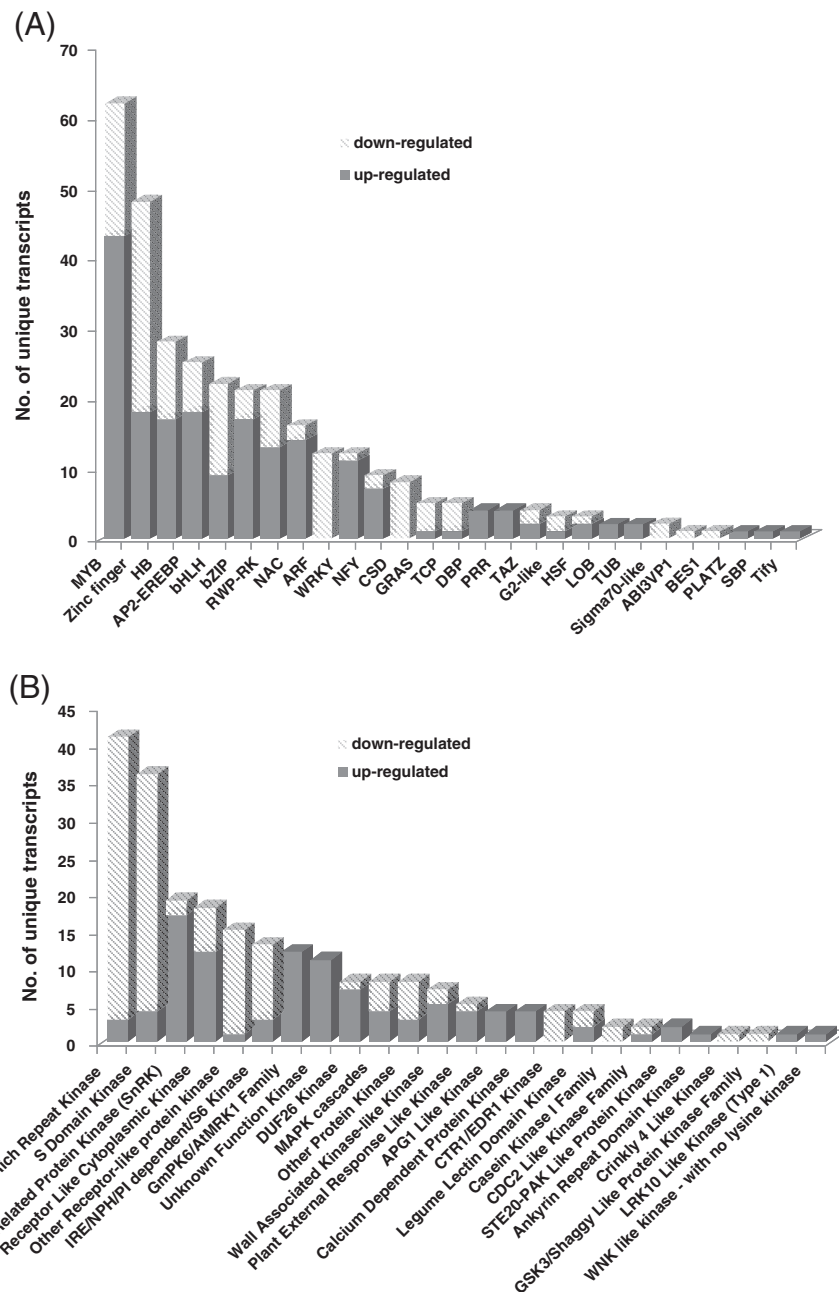 (A)
70
60
50
40
30
20
10
0
No. of unique transcripts
down-regulated
up-regulated
MYB
Zinc finger
HB
AP2-EREBP
bHLH
bZIP
RWP-RK
NAC
ARF
WRKY
NFY
CSD
GRAS
TCP
DBP
PRR
TAZ
G2-like
HSF
LOB
TUB
Sigma70-like
ABI3VP1
BES1
PLATZ
SBP
Tify
(B)
45
40
35
30
25
20
15
10
5
0
No. of unique transcripts
down-regulated
up-regulated
Repeat Kinase
S Domain Kinase
Protein Kinase (SnRK)
Receptor Like Cytoplasmic Kinase
Other Receptor-like protein kinase
IRE/NPH/PI dependent/S6 Kinase
GmPK6/AtMRK1 Family
Unknown Function Kinase
DUF26 Kinase
MAPK cascades
Other Protein Kinase
Wall Associated Kinase-like Kinase
Plant External Response Like Kinase
APG1 Like Kinase
Calcium Dependent Protein Kinase
CTR1/EDR1 Kinase
Legume Lectin Domain Kinase
Casein Kinase I Family
CDC2 Like Kinase Family
STE20-PAK Like Protein Kinase
Ankyrin Repeat Domain Kinase
Crinkly 4 Like Kinase
GSK3/Shaggy Like Protein Kinase Family
LRK10 Like Kinase (Type 1)
WNK like kinase - with no lysine kinase